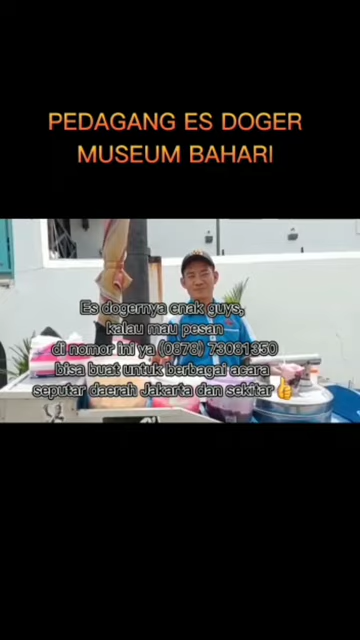 PEDAGANG ES DOGER
MUSEUM BAHARI
Es dogernya enak guys,
kalau mau pesan
di nomor ini ya (0878) 73081350
bisa buat untuk berbagai acara
seputar daerah Jakarta dan sekitar 👍